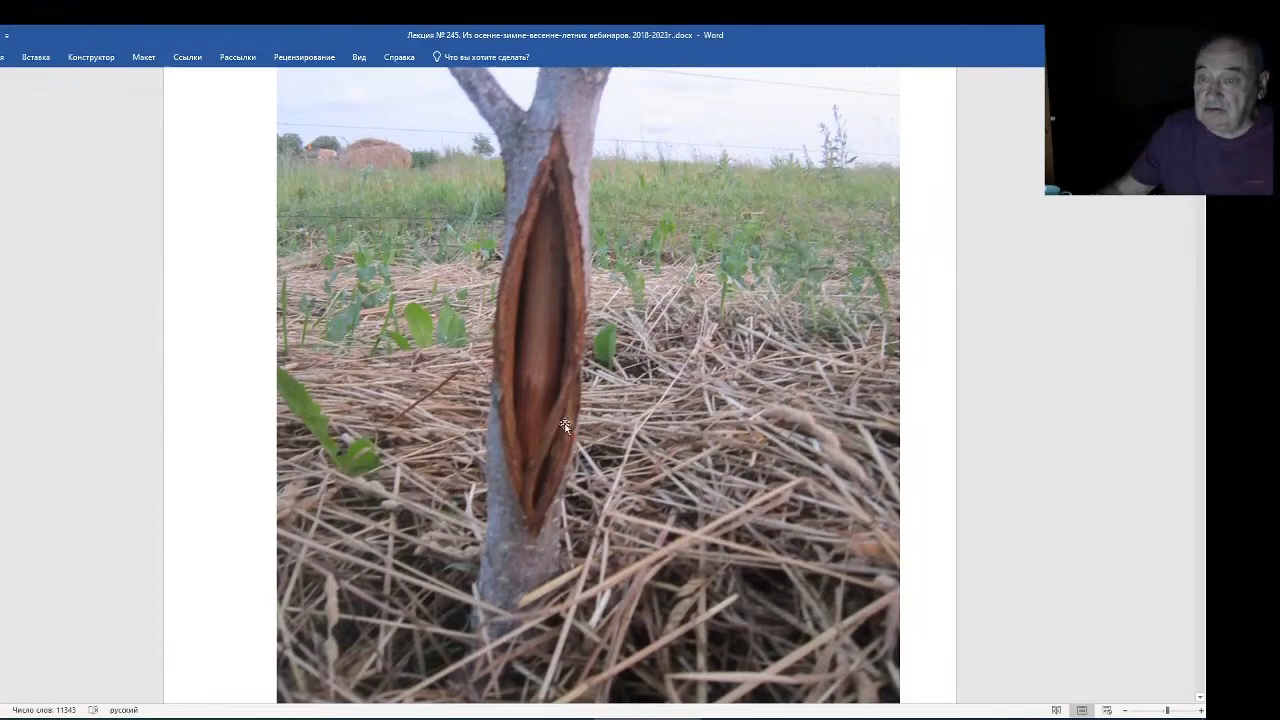 Лекция № 245. Из осенне-зимне-весенне-летних вебинаров. 2018-2023г..docx - Word
я Вставка Конструктор Макет Ссылки Рассылки Рецензирование Вид Справка Что вы хотите сделать?
Число слов: 11343 русский